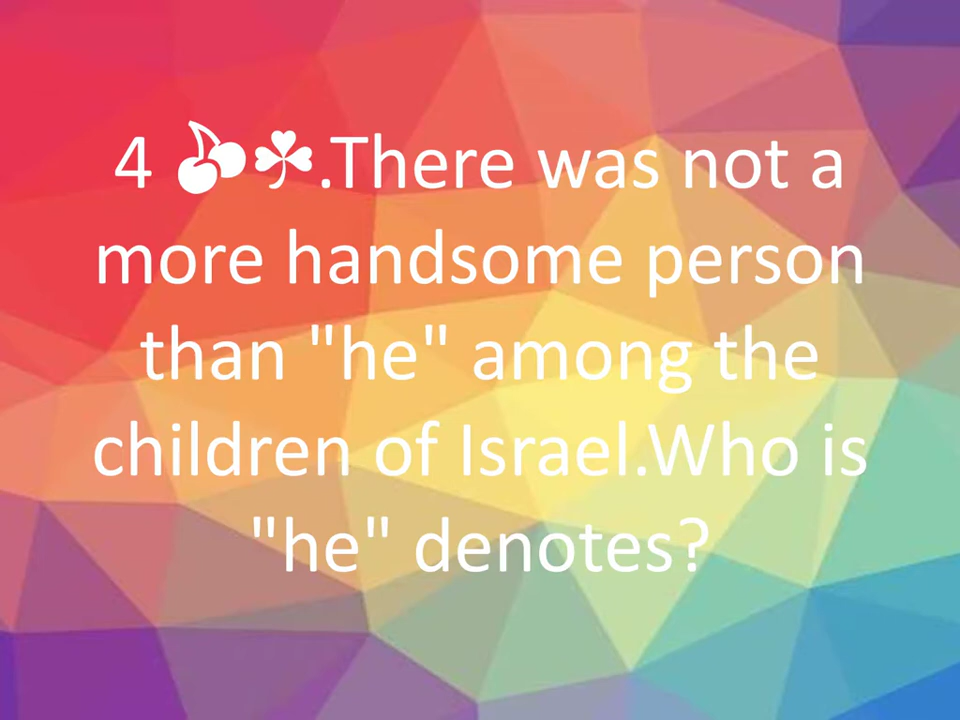 4 🍒☘.There was not a
more handsome person
than "he" among the
children of Israel.Who is
"he" denotes?